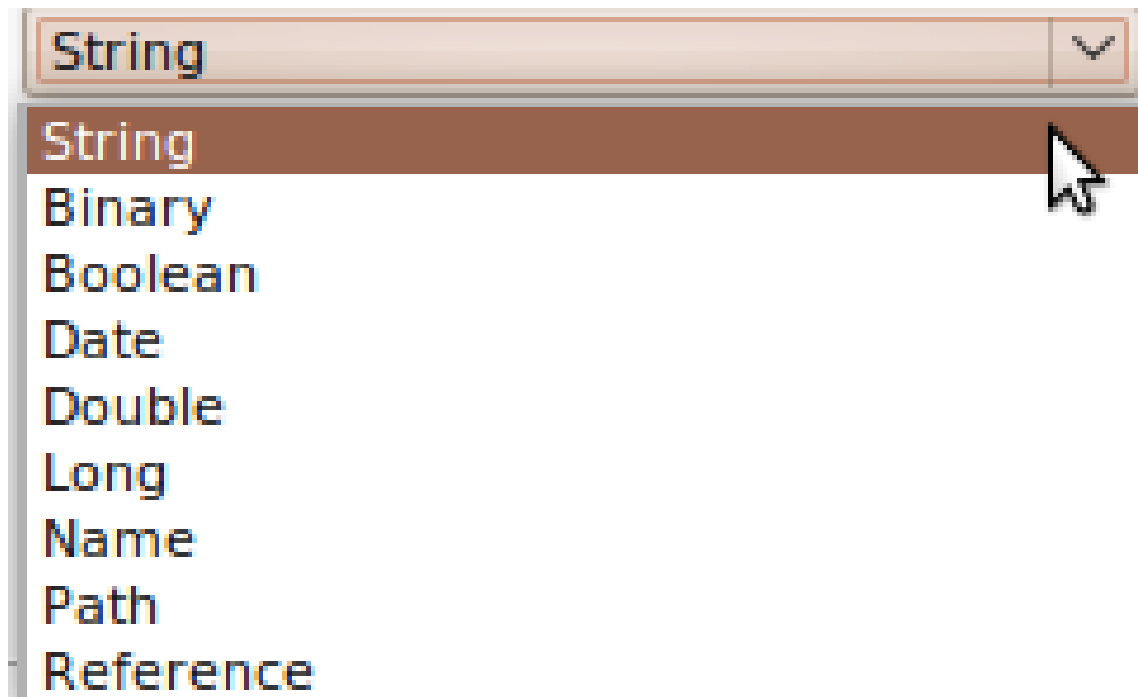 String
String
Binary
Boolean
Date
Double
Long
Name
Path
Reference